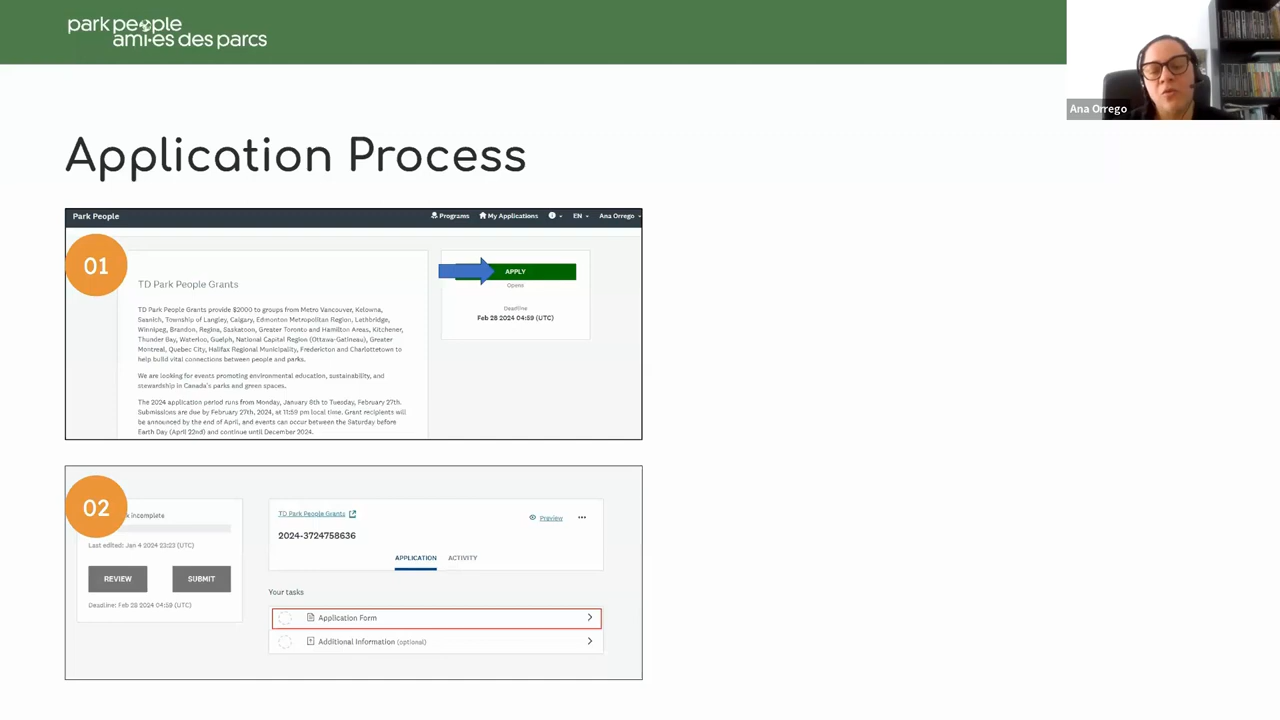 park people
ami·es des parcs
Ana Orrego
Application Process
Park People
Programs
My Applications
EN
Ana Orrego
01
APPLY
Opens
Deadline
Feb 28 2024 04:59 (UTC)
TD Park People Grants
TD Park People Grants provide $2000 to groups from Metro Vancouver, Kelowna,
Saanich, Township of Langley, Calgary, Edmonton Metropolitan Region, Lethbridge,
Winnipeg, Brandon, Regina, Saskatoon, Greater Toronto and Hamilton Areas, Kitchener,
Thunder Bay, Waterloo, Guelph, National Capital Region (Ottawa-Gatineau), Greater
Montreal, Quebec City, Halifax Regional Municipality, Fredericton and Charlottetown to
help build vital connections between people and parks.
We are looking for events promoting environmental education, sustainability, and
stewardship in Canada's parks and green spaces.
The 2024 application period runs from Monday, January 8th to Tuesday, February 27th.
Submissions are due by February 27th, 2024, at 11:59 pm local time. Grant recipients
will be announced by the end of April, and events can occur between the Saturday before
Earth Day (April 22nd) and continue until December 2024.
02
incomplete
Last edited: Jan 4 2024 23:23 (UTC)
REVIEW
SUBMIT
Deadline: Feb 28 2024 04:59 (UTC)
TD Park People Grants
Preview
2024-3724758636
APPLICATION
ACTIVITY
Your tasks
Application Form
Additional Information (optional)